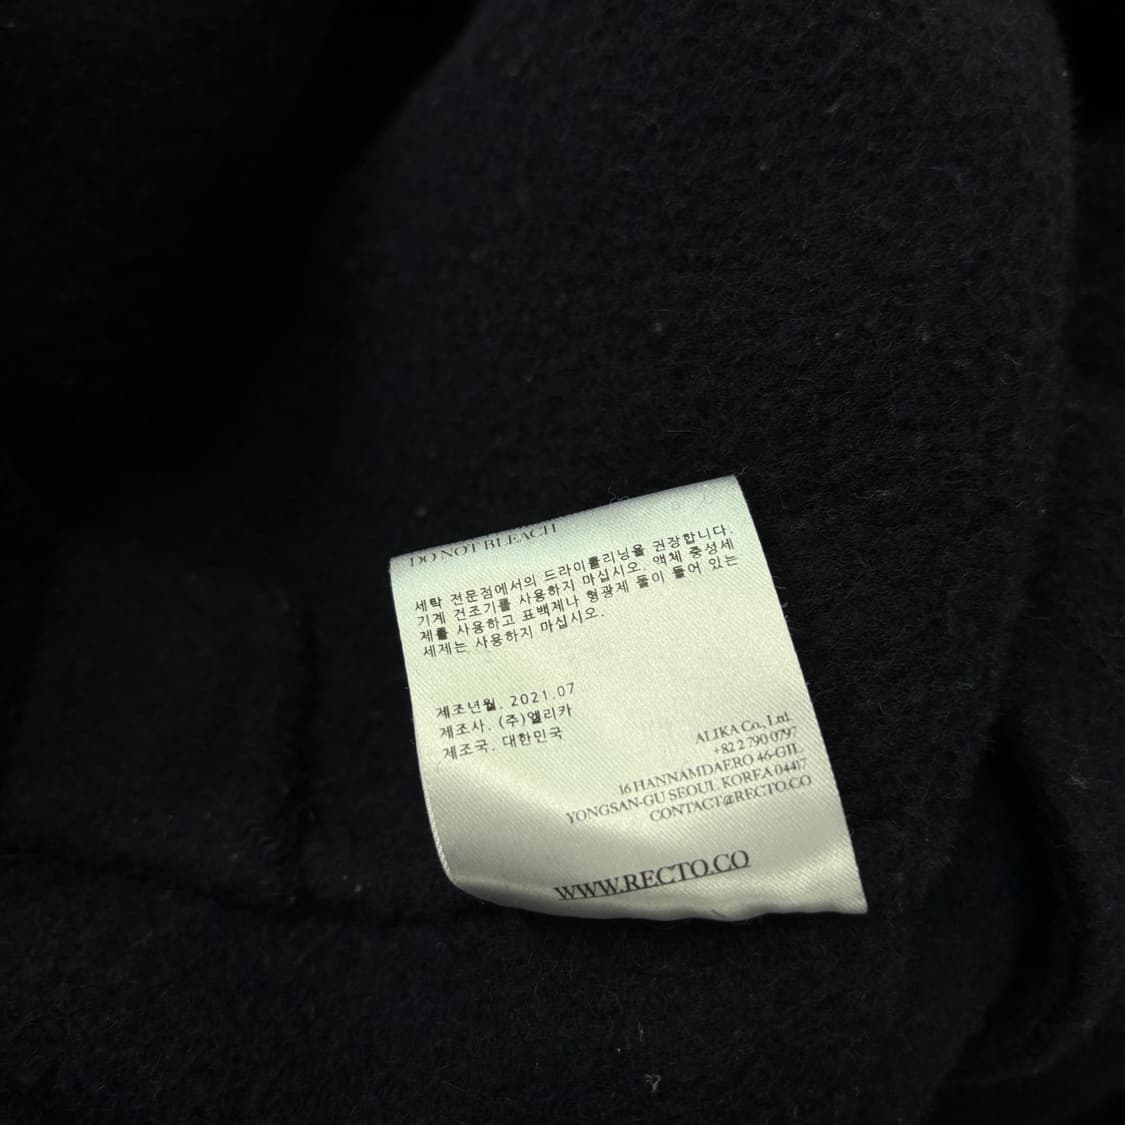 DO NOT BLEACH
세탁 전문점에서의 드라이클리닝을 권장합니다.
기계 건조기를 사용하지 마십시오. 액체 중성세
제를 사용하고 표백제나 형광제 등이 들어 있는
세제는 사용하지 마십시오.
제조년월. 2021.07
제조사. (주)앨리카
제조국. 대한민국
ALIKA Co., Ltd.
+82 2 790 0797
16 HANNAMDAERO 46-GIL
YONGSAN-GU SEOUL KOREA 04417
CONTACT@RECTO.CO
WWW.RECTO.CO